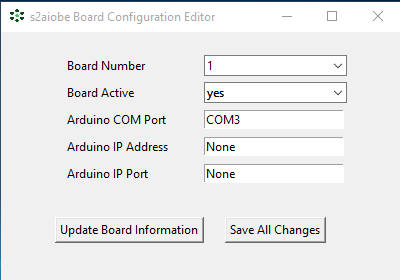 s2aiobe Board Configuration Editor
Board Number 1
Board Active yes
Arduino COM Port COM3
Arduino IP Address None
Arduino IP Port None
Update Board Information Save All Changes